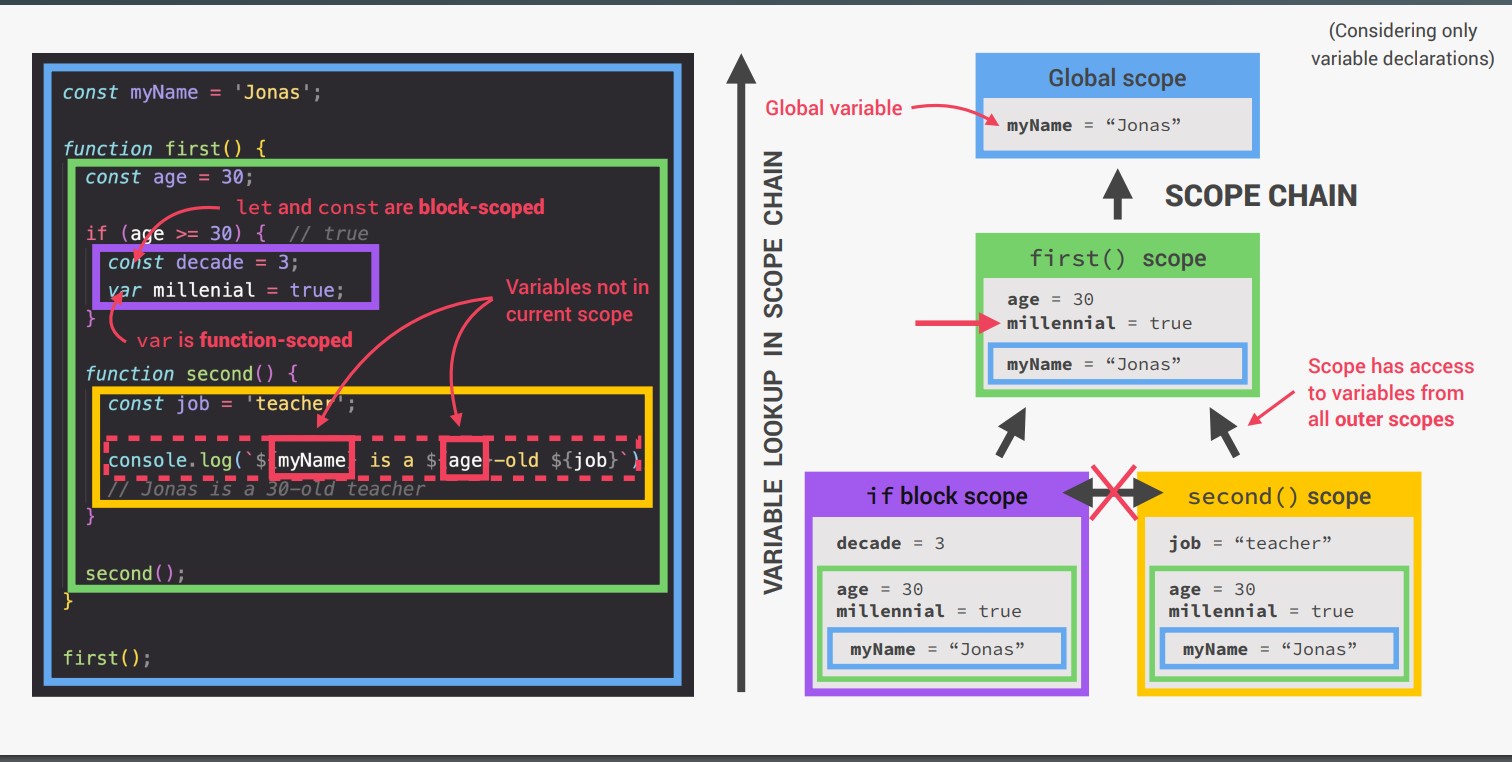 (Considering only
variable declarations)
const myName = 'Jonas';
function first() {
const age = 30;
let and const are block-scoped
if (age >= 30) { // true
const decade = 3;
var millenial = true;
}
var is function-scoped
Variables not in
current scope
function second() {
const job = 'teacher';
console.log(`${myName} is a ${age}-old ${job}`)
// Jonas is a 30-old teacher
}
second();
}
first();
VARIABLE LOOKUP IN SCOPE CHAIN
Global variable
Global scope
myName = “Jonas”
SCOPE CHAIN
first() scope
age = 30
millennial = true
myName = “Jonas”
Scope has access
to variables from
all outer scopes
if block scope
decade = 3
age = 30
millennial = true
myName = “Jonas”
second() scope
job = “teacher”
age = 30
millennial = true
myName = “Jonas”